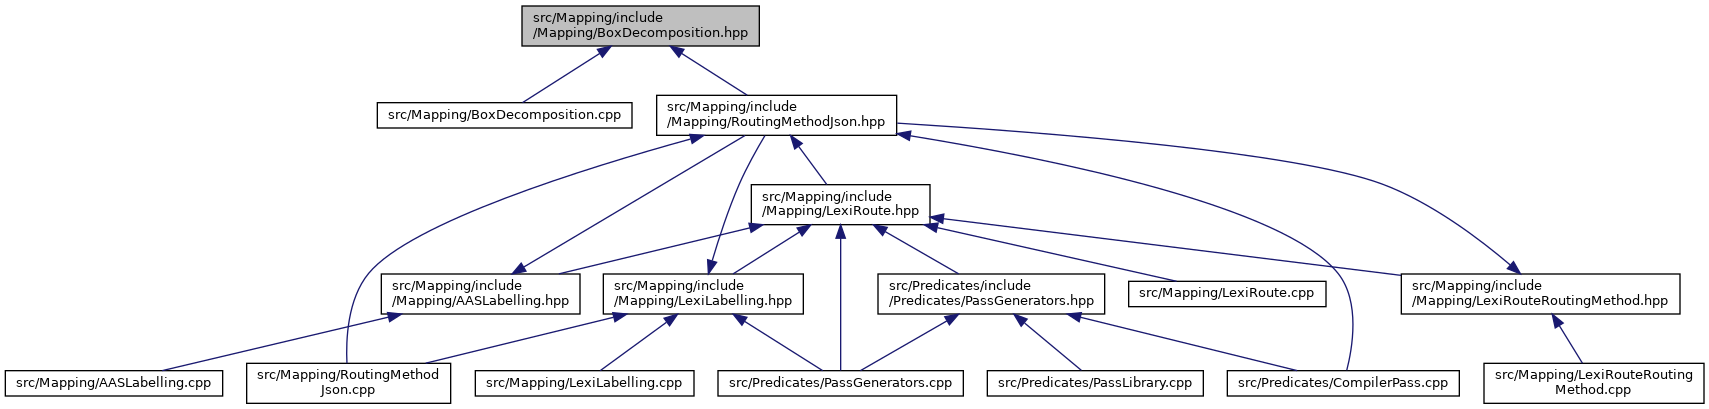 src/Mapping/include
/Mapping/BoxDecomposition.hpp
src/Mapping/BoxDecomposition.cpp
src/Mapping/include
/Mapping/RoutingMethodJson.hpp
src/Mapping/include
/Mapping/LexiRoute.hpp
src/Mapping/include
/Mapping/AASLabelling.hpp
src/Mapping/include
/Mapping/LexiLabelling.hpp
src/Predicates/include
/Predicates/PassGenerators.hpp
src/Mapping/LexiRoute.cpp
src/Mapping/include
/Mapping/LexiRouteRoutingMethod.hpp
src/Mapping/AASLabelling.cpp
src/Mapping/RoutingMethod
Json.cpp
src/Mapping/LexiLabelling.cpp
src/Predicates/PassGenerators.cpp
src/Predicates/PassLibrary.cpp
src/Predicates/CompilerPass.cpp
src/Mapping/LexiRouteRouting
Method.cpp